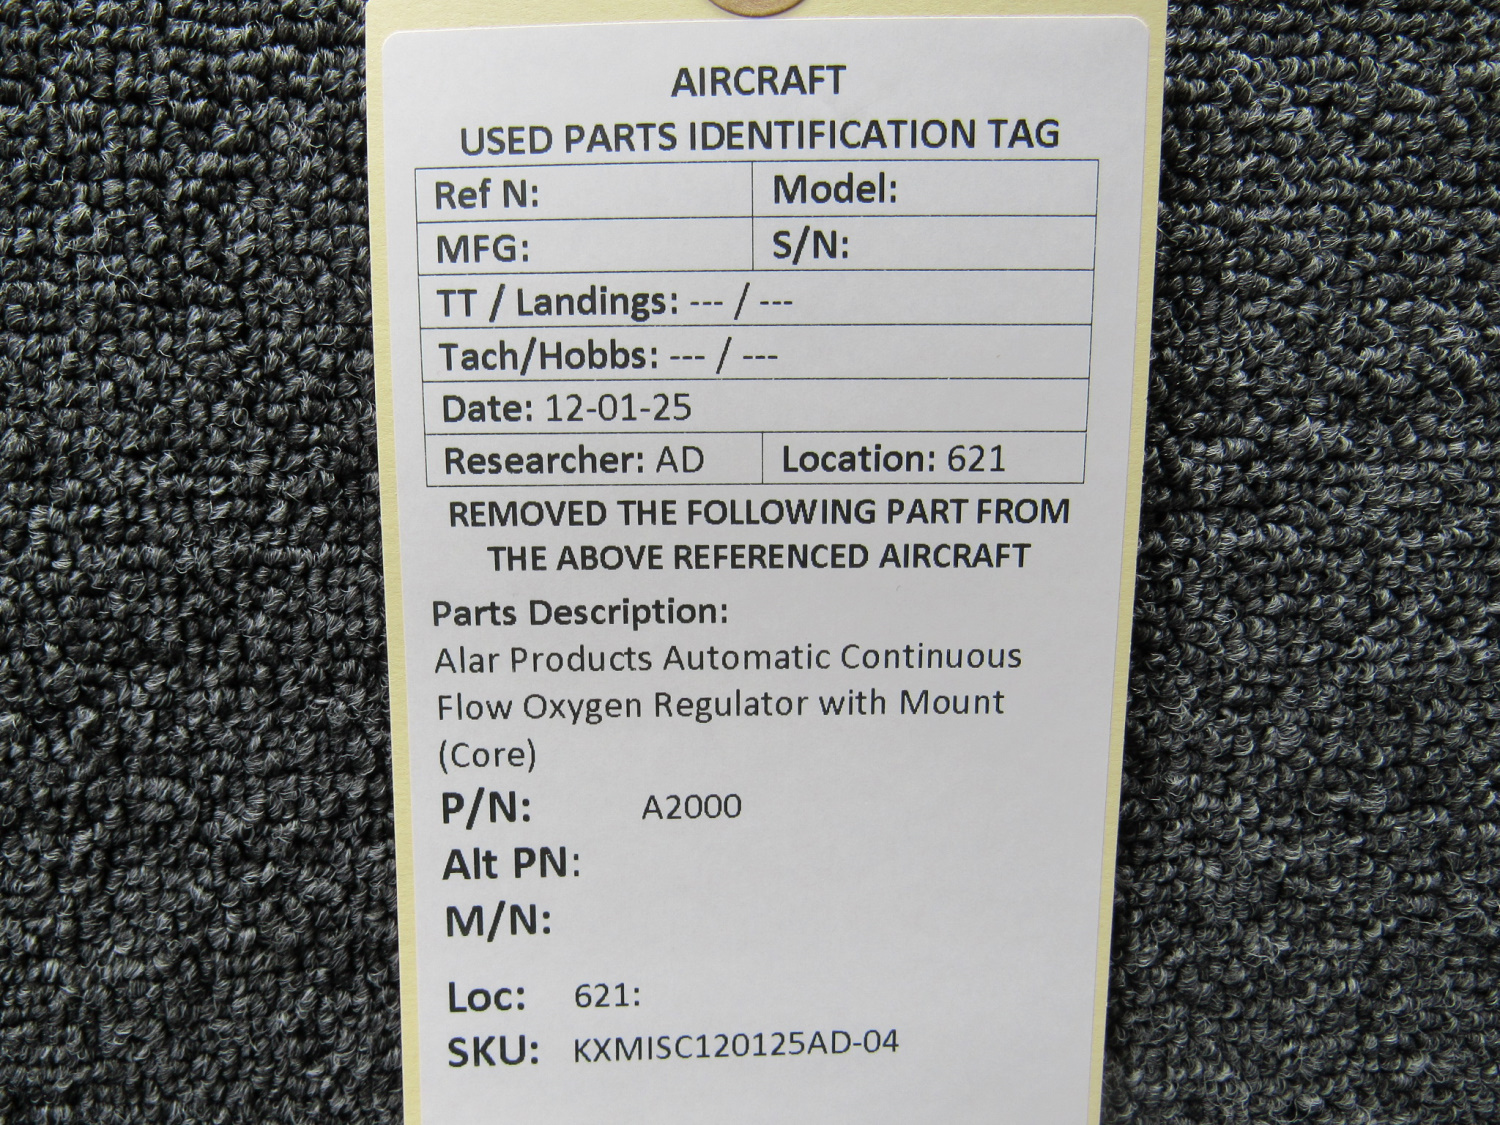 AIRCRAFT
USED PARTS IDENTIFICATION TAG
Ref N: Model:
MFG: S/N:
TT / Landings: --- / ---
Tach/Hobbs: --- / ---
Date: 12-01-25
Researcher: AD Location: 621
REMOVED THE FOLLOWING PART FROM
THE ABOVE REFERENCED AIRCRAFT
Parts Description:
Alar Products Automatic Continuous
Flow Oxygen Regulator with Mount
(Core)
P/N: A2000
Alt PN:
M/N:
Loc: 621:
SKU: KXMISC120125AD-04